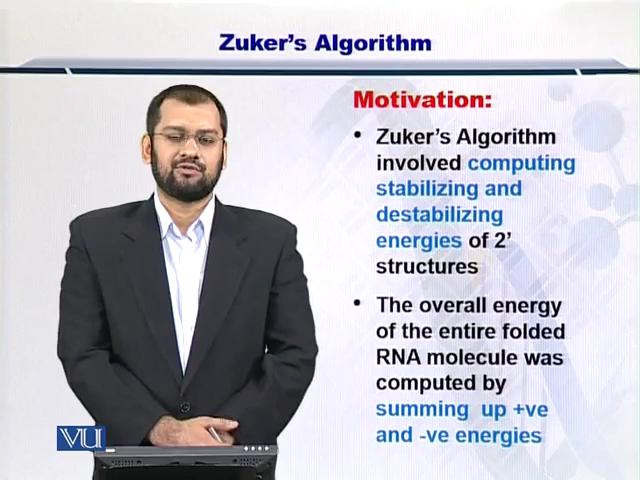 Zuker's Algorithm
Motivation:
• Zuker's Algorithm
involved computing
stabilizing and
destabilizing
energies of 2'
structures
• The overall energy
of the entire folded
RNA molecule was
computed by
summing up +ve
and -ve energies
VU